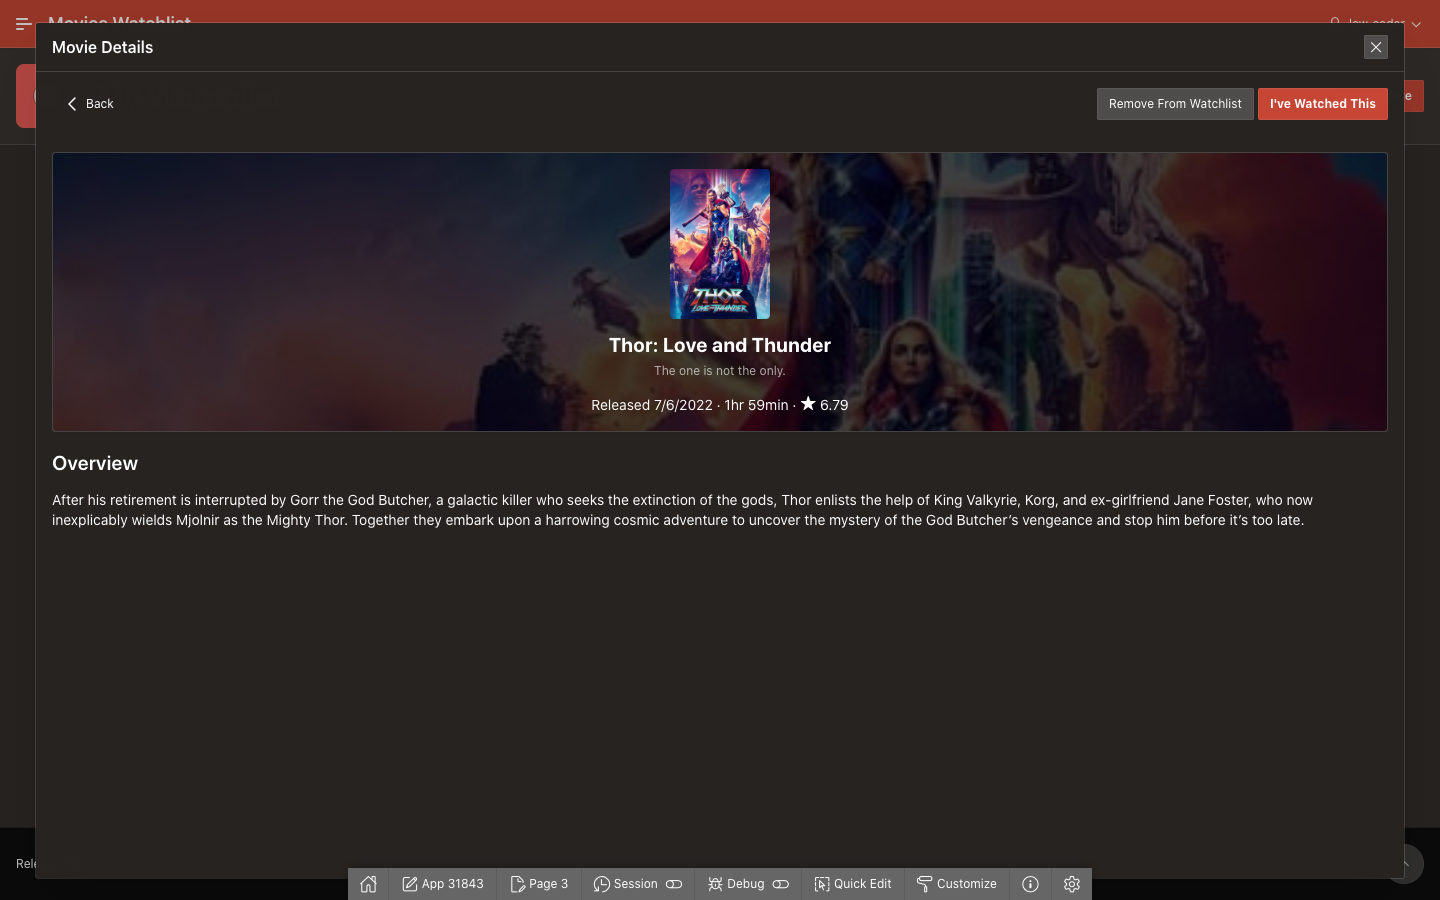 Movie Details
Back
Remove From Watchlist
I've Watched This
THOR
LOVE AND THUNDER
Thor: Love and Thunder
The one is not the only.
Released 7/6/2022 · 1hr 59min · ★ 6.79
Overview
After his retirement is interrupted by Gorr the God Butcher, a galactic killer who seeks the extinction of the gods, Thor enlists the help of King Valkyrie, Korg, and ex-girlfriend Jane Foster, who now
inexplicably wields Mjolnir as the Mighty Thor. Together they embark upon a harrowing cosmic adventure to uncover the mystery of the God Butcher’s vengeance and stop him before it’s too late.
App 31843
Page 3
Session
Debug
Quick Edit
Customize